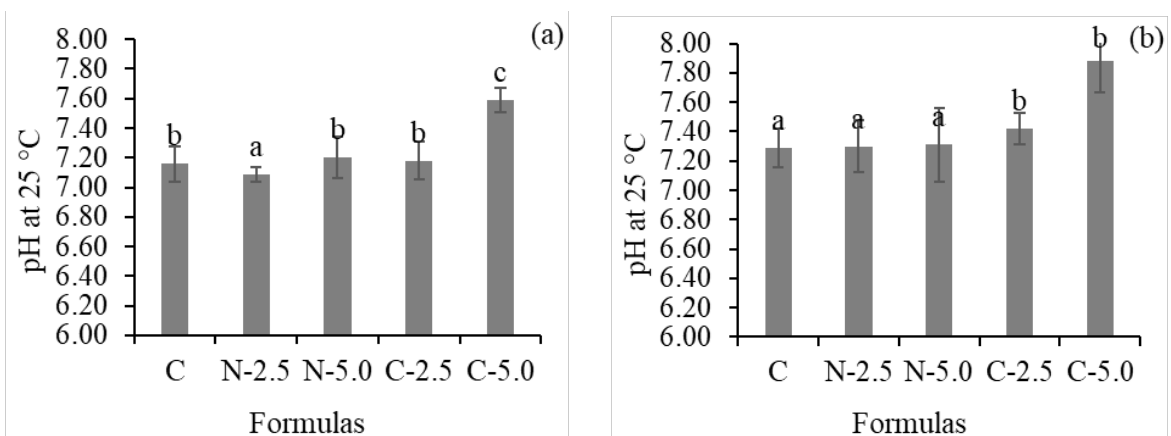 (a)
pH at 25 °C
8.00
7.80
7.60
7.40
7.20
7.00
6.80
6.60
6.40
6.20
6.00
b
a
b
b
c
C N-2.5 N-5.0 C-2.5 C-5.0
Formulas
(b)
pH at 25 °C
8.00
7.80
7.60
7.40
7.20
7.00
6.80
6.60
6.40
6.20
6.00
a
a
a
b
b
C N-2.5 N-5.0 C-2.5 C-5.0
Formulas